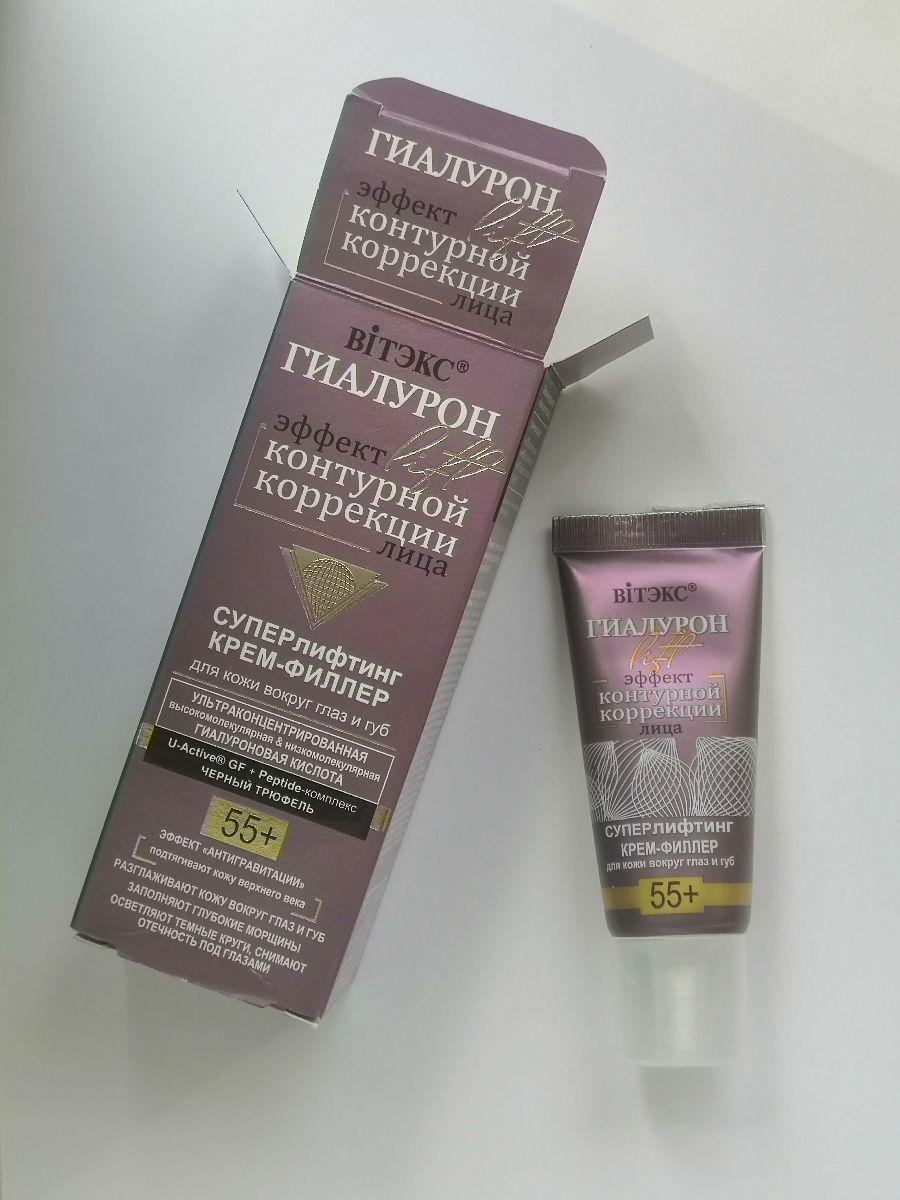 ГИАЛУРОН
lift
эффект
контурной
коррекции
лица
ВІТЭКС®
ГИАЛУРОН
lift
эффект
контурной
коррекции
лица
СУПЕРлифтинг
КРЕМ-ФИЛЛЕР
для кожи вокруг глаз и губ
УЛЬТРАКОНЦЕНТРИРОВАННАЯ
высокомолекулярная & низкомолекулярная
ГИАЛУРОНОВАЯ КИСЛОТА
U-Active® GF + Peptide-комплекс
ЧЕРНЫЙ ТРЮФЕЛЬ
55+
ЭФФЕКТ «АНТИГРАВИТАЦИИ»
подтягивают кожу верхнего века
РАЗГЛАЖИВАЮТ КОЖУ ВОКРУГ ГЛАЗ И ГУБ
ЗАПОЛНЯЮТ ГЛУБОКИЕ МОРЩИНЫ
ОСВЕТЛЯЮТ ТЕМНЫЕ КРУГИ, СНИМАЮТ
ОТЕЧНОСТЬ ПОД ГЛАЗАМИ
ВІТЭКС®
ГИАЛУРОН
lift
эффект
контурной
коррекции
лица
СУПЕРЛИФТИНГ
КРЕМ-ФИЛЛЕР
для кожи вокруг глаз и губ
55+